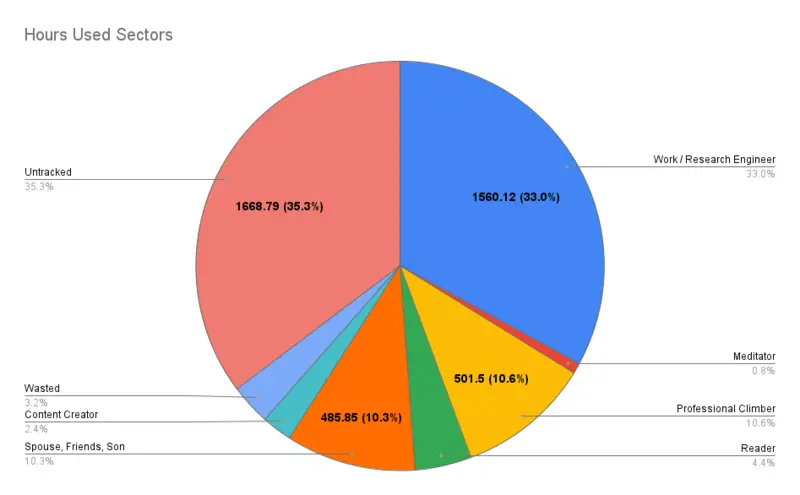 Hours Used Sectors
Untracked
35.3%
1668.79 (35.3%)
Work / Research Engineer
33.0%
1560.12 (33.0%)
Meditator
0.8%
Professional Climber
10.6%
501.5 (10.6%)
Reader
4.4%
Wasted
3.2%
Content Creator
2.4%
Spouse, Friends, Son
10.3%
485.85 (10.3%)